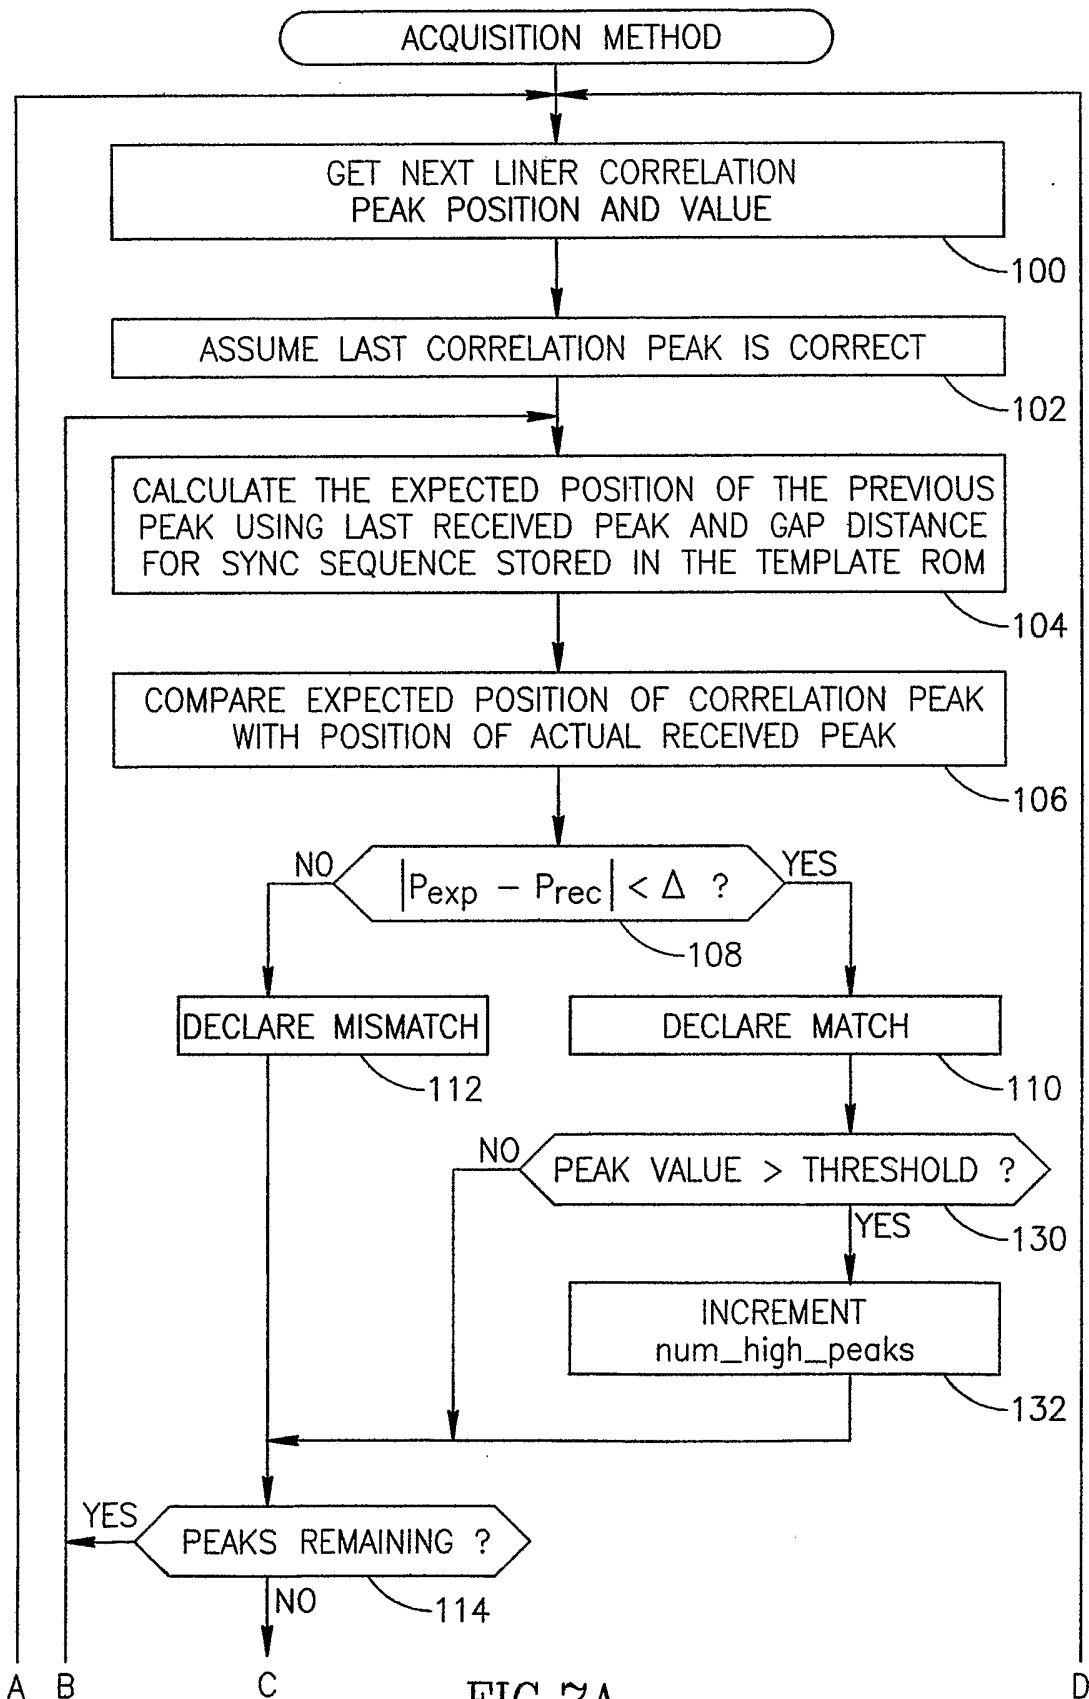 ACQUISITION METHOD
GET NEXT LINER CORRELATION
PEAK POSITION AND VALUE
100
ASSUME LAST CORRELATION PEAK IS CORRECT
102
CALCULATE THE EXPECTED POSITION OF THE PREVIOUS
PEAK USING LAST RECEIVED PEAK AND GAP DISTANCE
FOR SYNC SEQUENCE STORED IN THE TEMPLATE ROM
104
COMPARE EXPECTED POSITION OF CORRELATION PEAK
WITH POSITION OF ACTUAL RECEIVED PEAK
106
NO
|Pexp – Prec| < Δ ?
YES
108
DECLARE MISMATCH
112
DECLARE MATCH
110
NO
PEAK VALUE > THRESHOLD ?
130
YES
INCREMENT
num_high_peaks
132
YES
PEAKS REMAINING ?
114
NO
A
B
C
D
FIG.7A